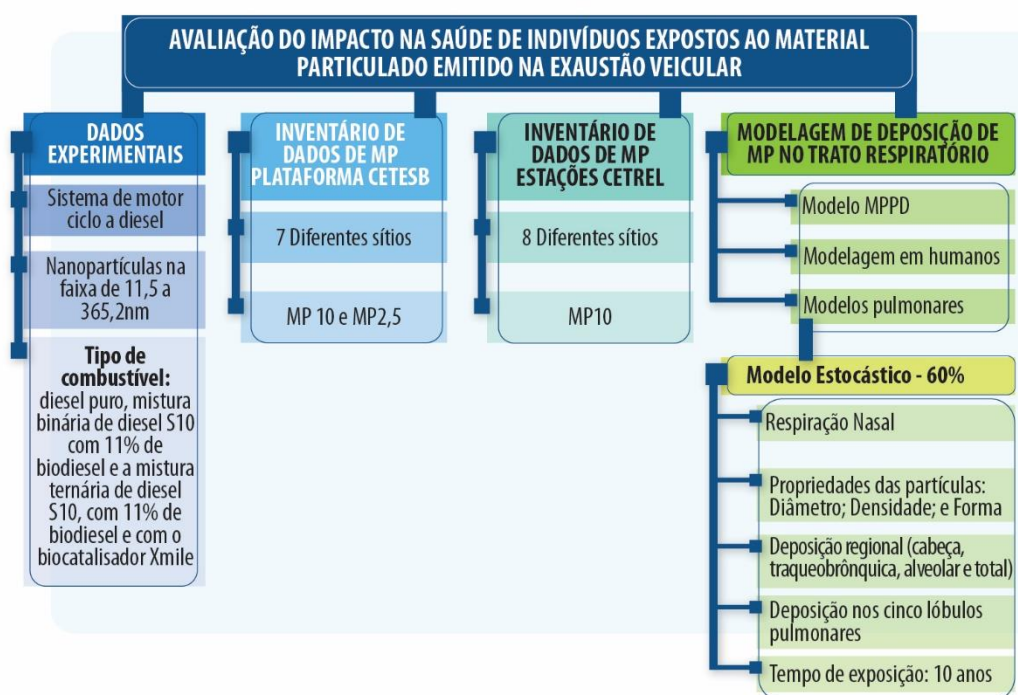 AVALIAÇÃO DO IMPACTO NA SAÚDE DE INDIVÍDUOS EXPOSTOS AO MATERIAL
PARTICULADO EMITIDO NA EXAUSTÃO VEICULAR
DADOS
EXPERIMENTAIS
Sistema de motor
ciclo a diesel
Nanopartículas na
faixa de 11,5 a
365,2nm
Tipo de
combustível:
diesel puro, mistura
binária de diesel S10
com 11% de
biodiesel e a mistura
ternária de diesel
S10, com 11% de
biodiesel e com o
biocatalisador Xmile
INVENTÁRIO DE
DADOS DE MP
PLATAFORMA CETESB
7 Diferentes sítios
MP 10 e MP2,5
INVENTÁRIO DE
DADOS DE MP
ESTAÇÕES CETREL
8 Diferentes sítios
MP10
MODELAGEM DE DEPOSIÇÃO DE
MP NO TRATO RESPIRATÓRIO
Modelo MPPD
Modelagem em humanos
Modelos pulmonares
Modelo Estocástico - 60%
Respiração Nasal
Propriedades das partículas:
Diâmetro; Densidade; e Forma
Deposição regional (cabeça,
traqueobrônquica, alveolar e total)
Deposição nos cinco lóbulos
pulmonares
Tempo de exposição: 10 anos